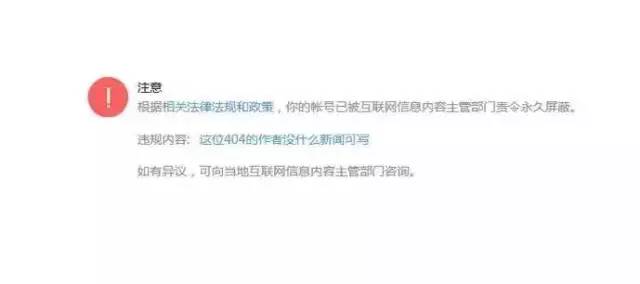 注意
根据相关法律法规和政策，你的帐号已被互联网信息内容主管部门责令永久屏蔽。
违规内容：这位404的作者没什么新闻可写
如有异议，可向当地互联网信息内容主管部门咨询。